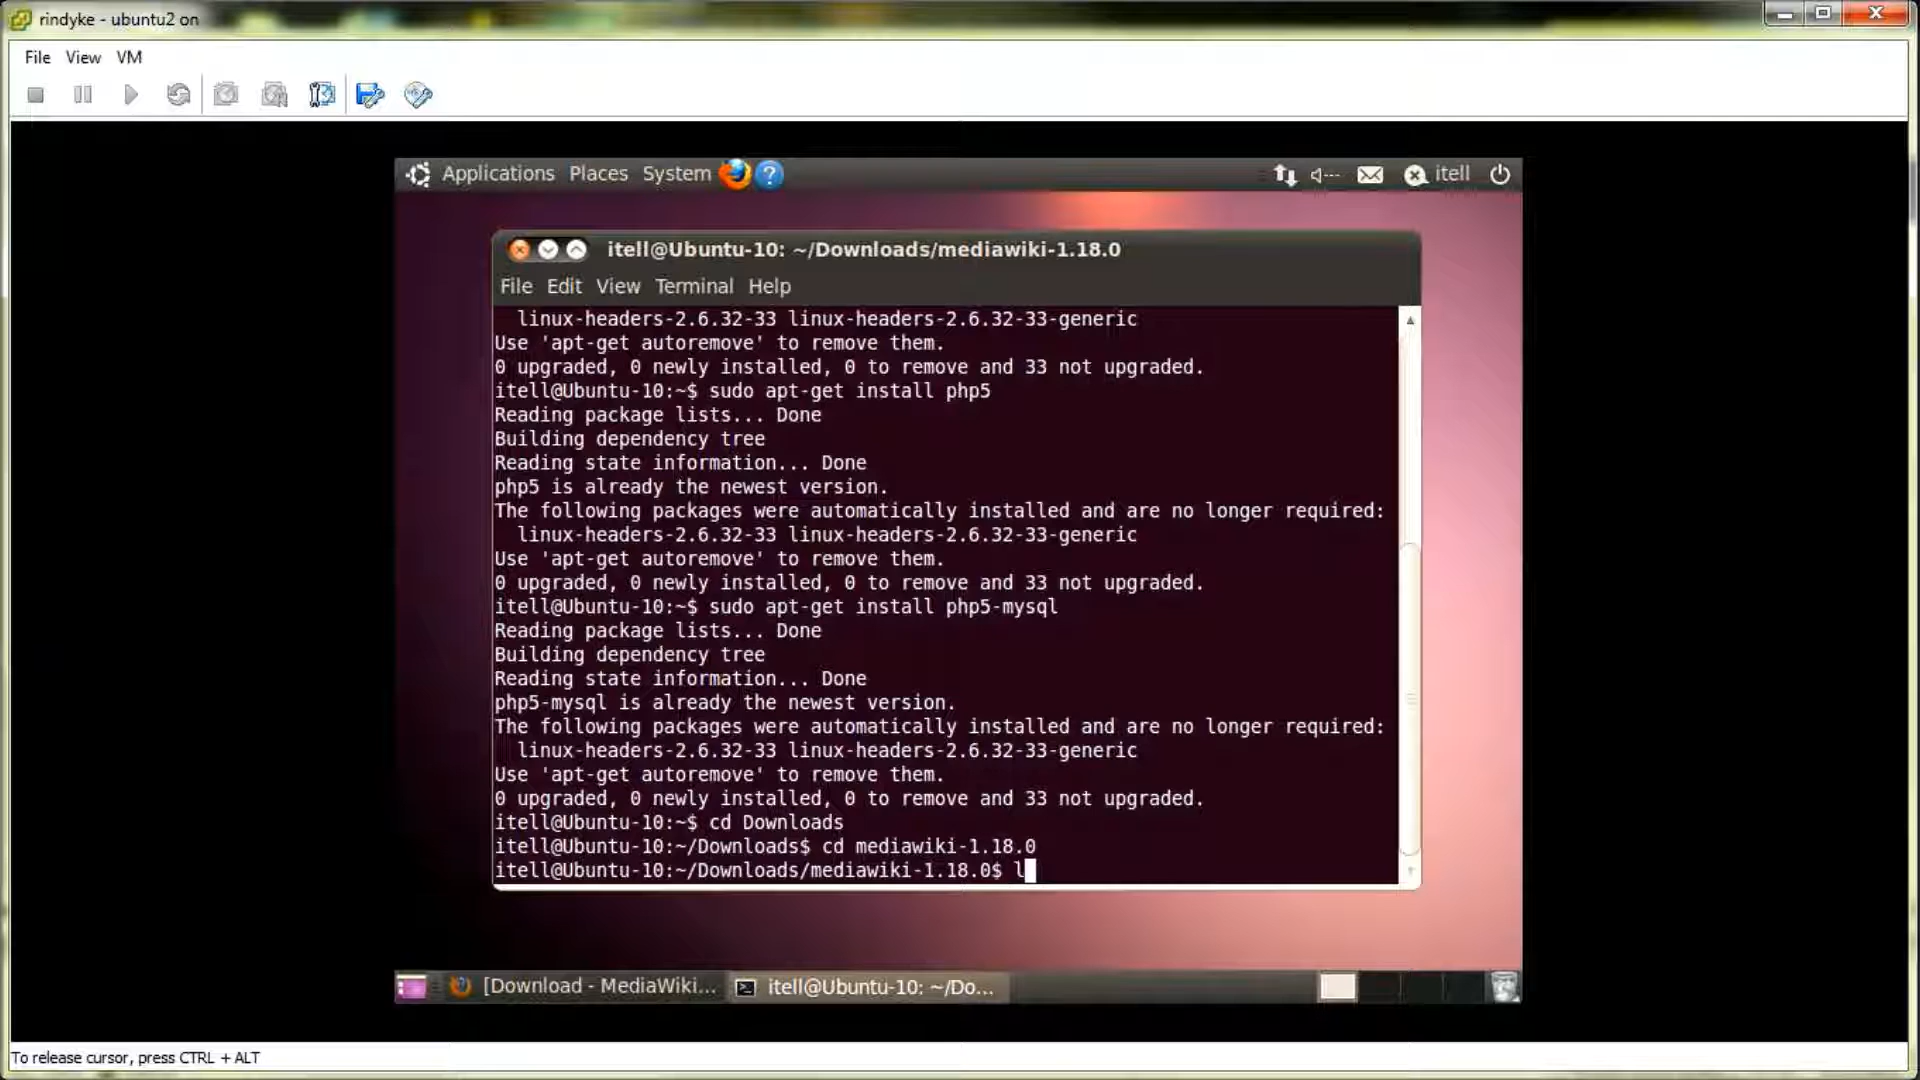 rindyke - ubuntu2 on
File View VM
Applications Places System
itell
itell@Ubuntu-10: ~/Downloads/mediawiki-1.18.0
File Edit View Terminal Help
linux-headers-2.6.32-33 linux-headers-2.6.32-33-generic
Use 'apt-get autoremove' to remove them.
0 upgraded, 0 newly installed, 0 to remove and 33 not upgraded.
itell@Ubuntu-10:~$ sudo apt-get install php5
Reading package lists... Done
Building dependency tree
Reading state information... Done
php5 is already the newest version.
The following packages were automatically installed and are no longer required:
linux-headers-2.6.32-33 linux-headers-2.6.32-33-generic
Use 'apt-get autoremove' to remove them.
0 upgraded, 0 newly installed, 0 to remove and 33 not upgraded.
itell@Ubuntu-10:~$ sudo apt-get install php5-mysql
Reading package lists... Done
Building dependency tree
Reading state information... Done
php5-mysql is already the newest version.
The following packages were automatically installed and are no longer required:
linux-headers-2.6.32-33 linux-headers-2.6.32-33-generic
Use 'apt-get autoremove' to remove them.
0 upgraded, 0 newly installed, 0 to remove and 33 not upgraded.
itell@Ubuntu-10:~$ cd Downloads
itell@Ubuntu-10:~/Downloads$ cd mediawiki-1.18.0
itell@Ubuntu-10:~/Downloads/mediawiki-1.18.0$ l
[Download - MediaWiki...
itell@Ubuntu-10: ~/Do...
To release cursor, press CTRL + ALT